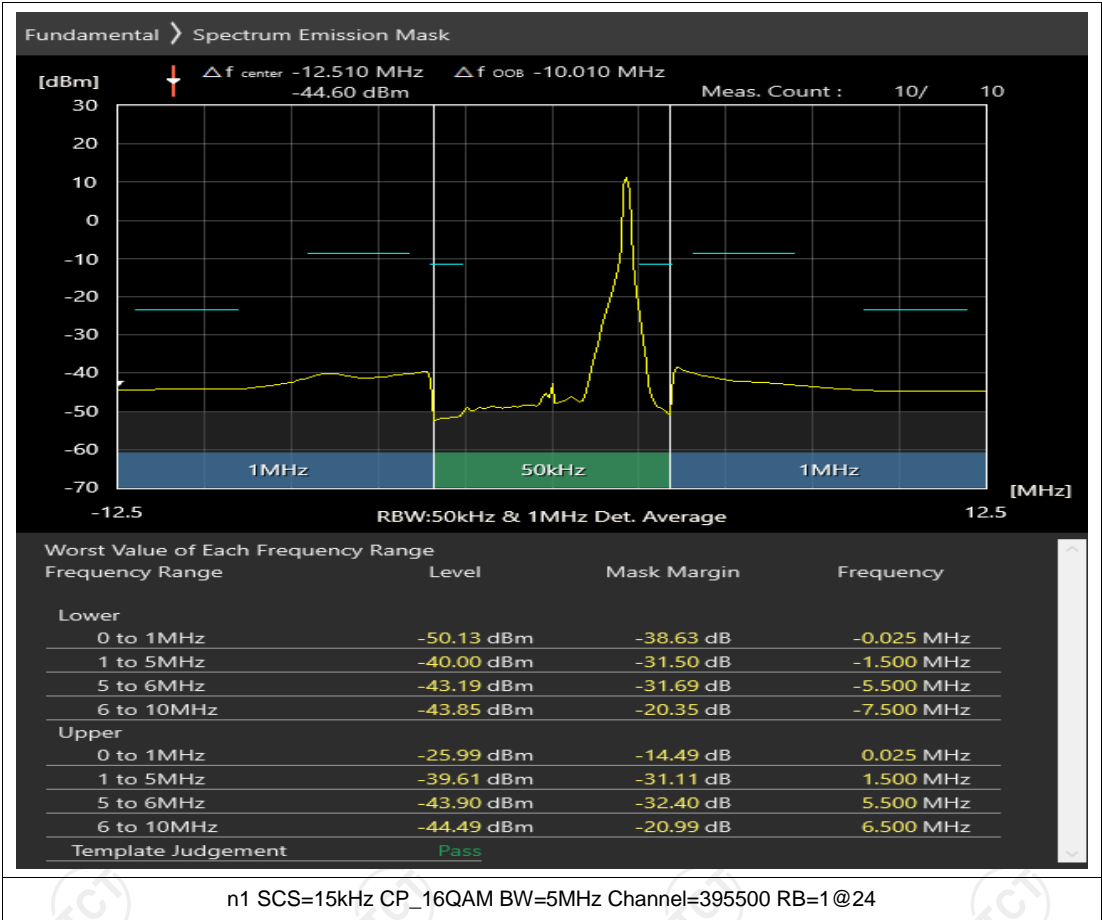 Fundamental ❯ Spectrum Emission Mask
[dBm] △f center -12.510 MHz △f OOB -10.010 MHz
-44.60 dBm Meas. Count : 10/ 10
30
20
10
0
-10
-20
-30
-40
-50
-60
1MHz 50kHz 1MHz
-70 [MHz]
-12.5 RBW:50kHz & 1MHz Det. Average 12.5
Worst Value of Each Frequency Range
Frequency Range Level Mask Margin Frequency
Lower
0 to 1MHz -50.13 dBm -38.63 dB -0.025 MHz
1 to 5MHz -40.00 dBm -31.50 dB -1.500 MHz
5 to 6MHz -43.19 dBm -31.69 dB -5.500 MHz
6 to 10MHz -43.85 dBm -20.35 dB -7.500 MHz
Upper
0 to 1MHz -25.99 dBm -14.49 dB 0.025 MHz
1 to 5MHz -39.61 dBm -31.11 dB 1.500 MHz
5 to 6MHz -43.90 dBm -32.40 dB 5.500 MHz
6 to 10MHz -44.49 dBm -20.99 dB 6.500 MHz
Template Judgement Pass
n1 SCS=15kHz CP_16QAM BW=5MHz Channel=395500 RB=1@24
TCT TCT TCT TCT TCT